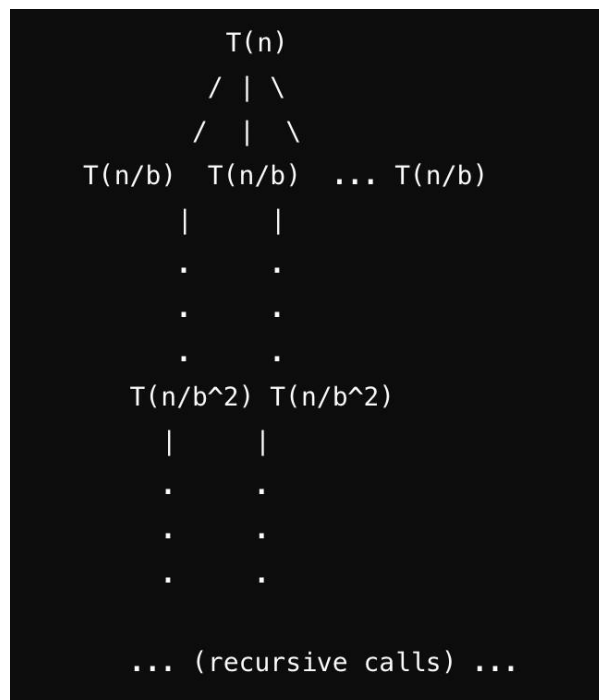 T(n)
/ | \
/ | \
T(n/b) T(n/b) ... T(n/b)
| |
. .
. .
. .
T(n/b^2) T(n/b^2)
| |
. .
. .
. .
... (recursive calls) ...